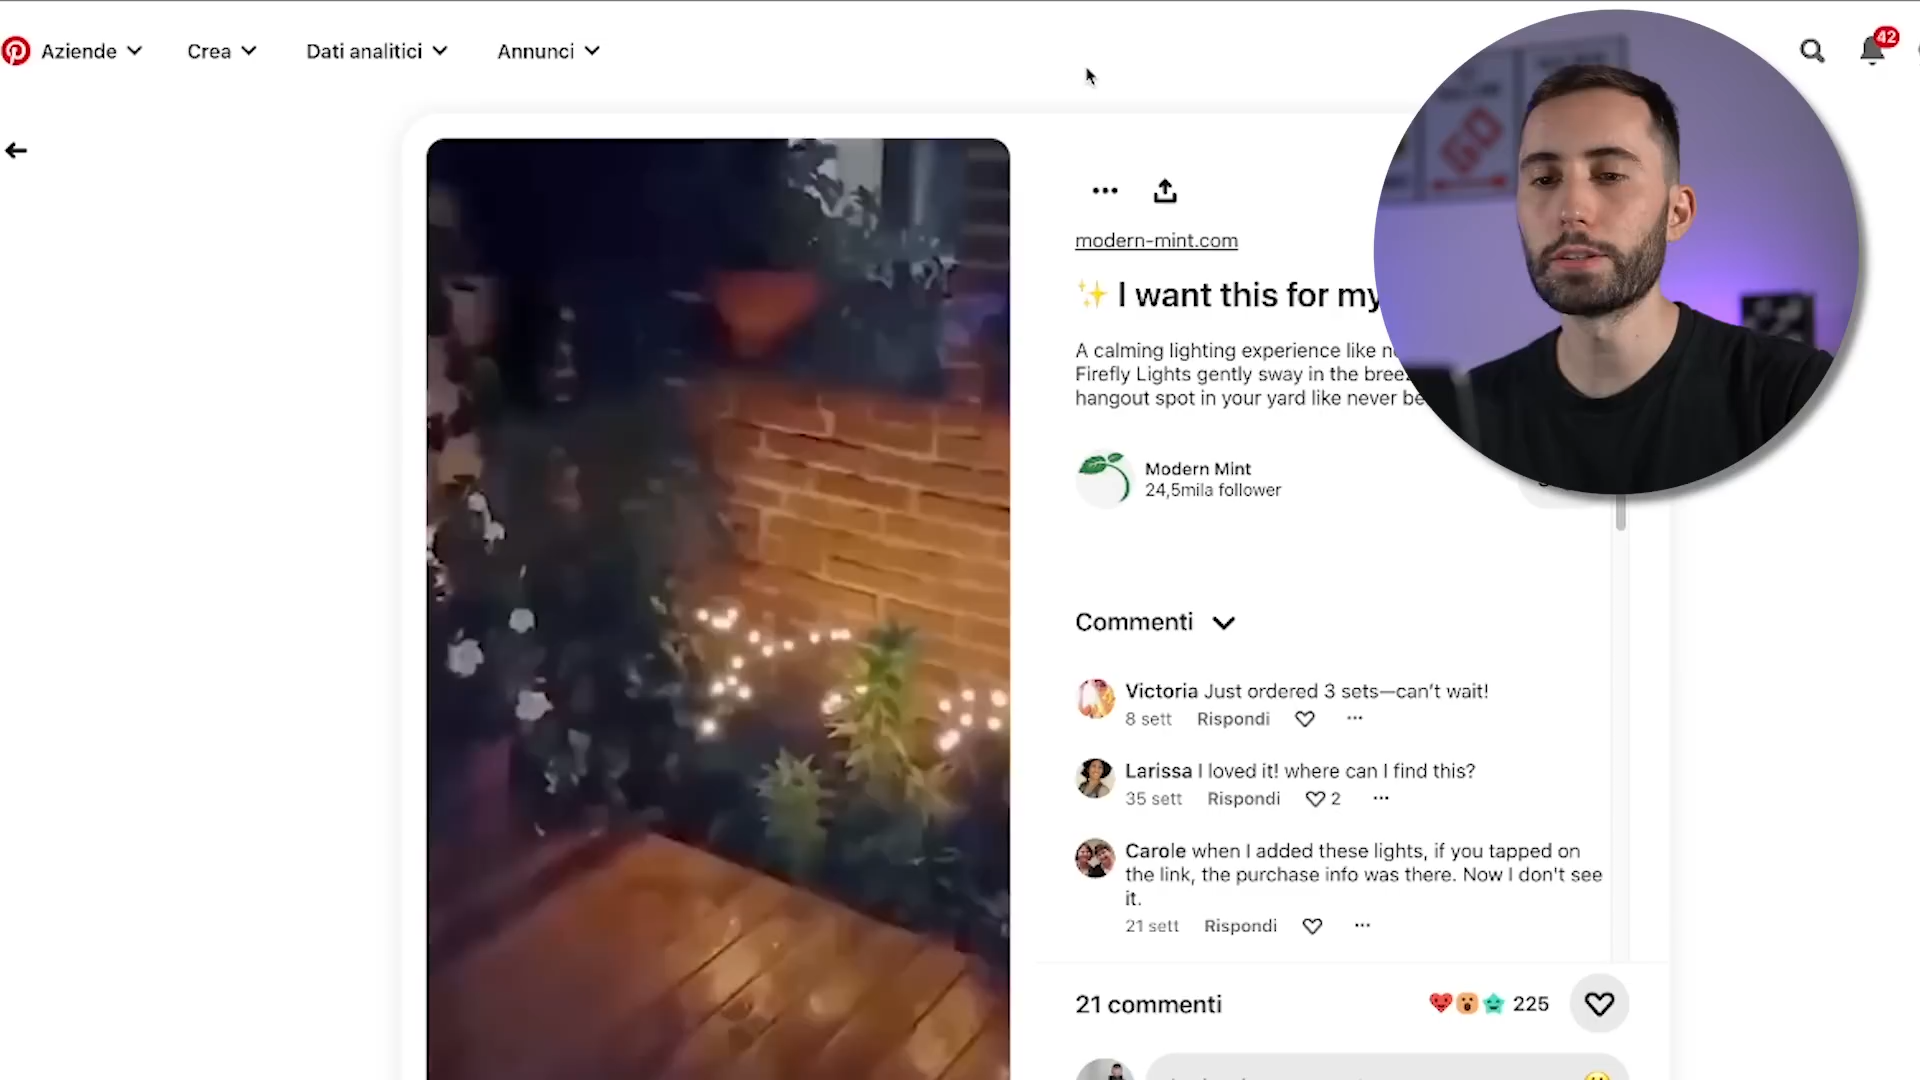 Aziende
Crea
Dati analitici
Annunci
42
GO
modern-mint.com
✨ I want this for my
A calming lighting experience like
Firefly Lights gently sway in the
hangout spot in your yard like never
Modern Mint
24,5mila follower
Commenti
Victoria Just ordered 3 sets—can't wait!
8 sett Rispondi
Larissa I loved it! where can I find this?
35 sett Rispondi 2
Carole when I added these lights, if you tapped on
the link, the purchase info was there. Now I don't see
it.
21 sett Rispondi
21 commenti
225